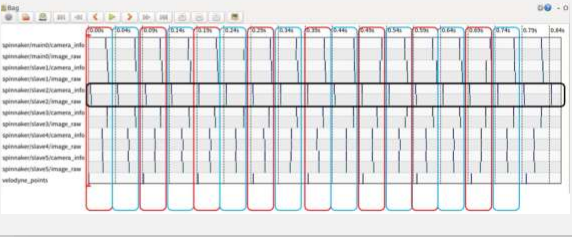 Bag
0.00s 0.04s 0.09s 0.14s 0.19s 0.24s 0.29s 0.34s 0.39s 0.44s 0.49s 0.54s 0.59s 0.64s 0.69s 0.74s 0.79s 0.84s
spinnaker/main0/camera_info
spinnaker/main0/image_raw
spinnaker/slave1/camera_info
spinnaker/slave1/image_raw
spinnaker/slave2/camera_info
spinnaker/slave2/image_raw
spinnaker/slave3/camera_info
spinnaker/slave3/image_raw
spinnaker/slave4/camera_info
spinnaker/slave4/image_raw
spinnaker/slave5/camera_info
spinnaker/slave5/image_raw
velodyne_points